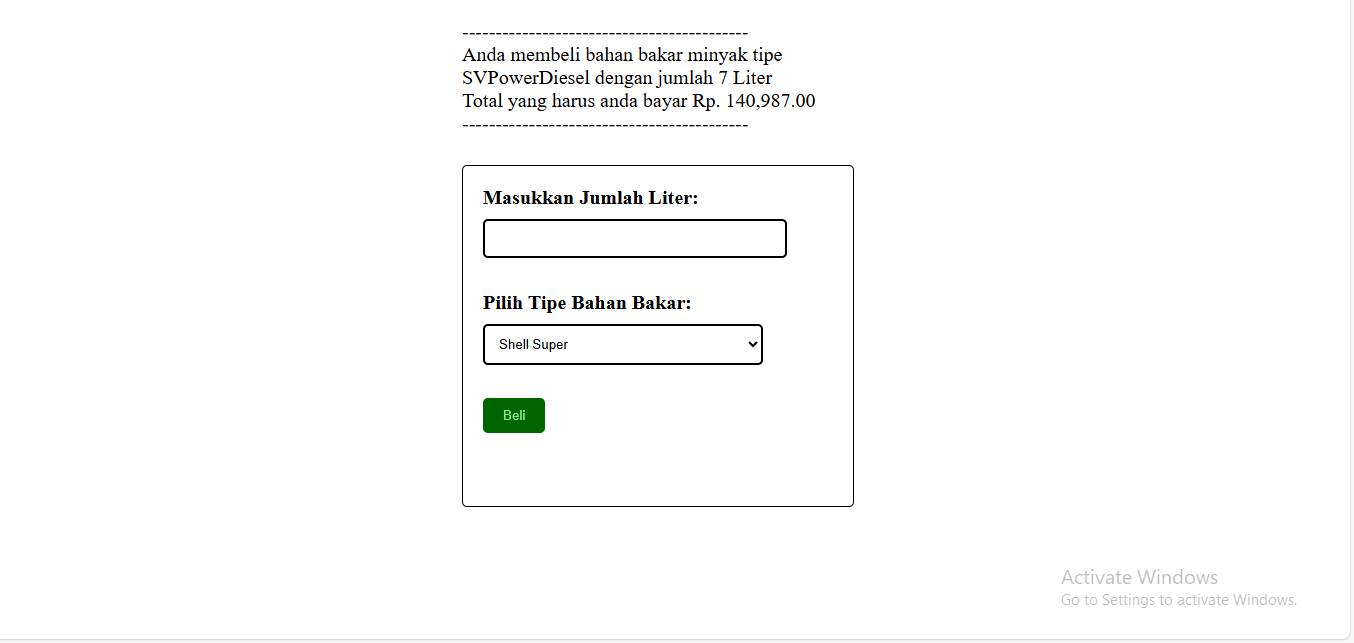 -------------------------------------------
Anda membeli bahan bakar minyak tipe
SVPowerDiesel dengan jumlah 7 Liter
Total yang harus anda bayar Rp. 140,987.00
-------------------------------------------
Masukkan Jumlah Liter:
Pilih Tipe Bahan Bakar:
Shell Super
Beli
Activate Windows
Go to Settings to activate Windows.